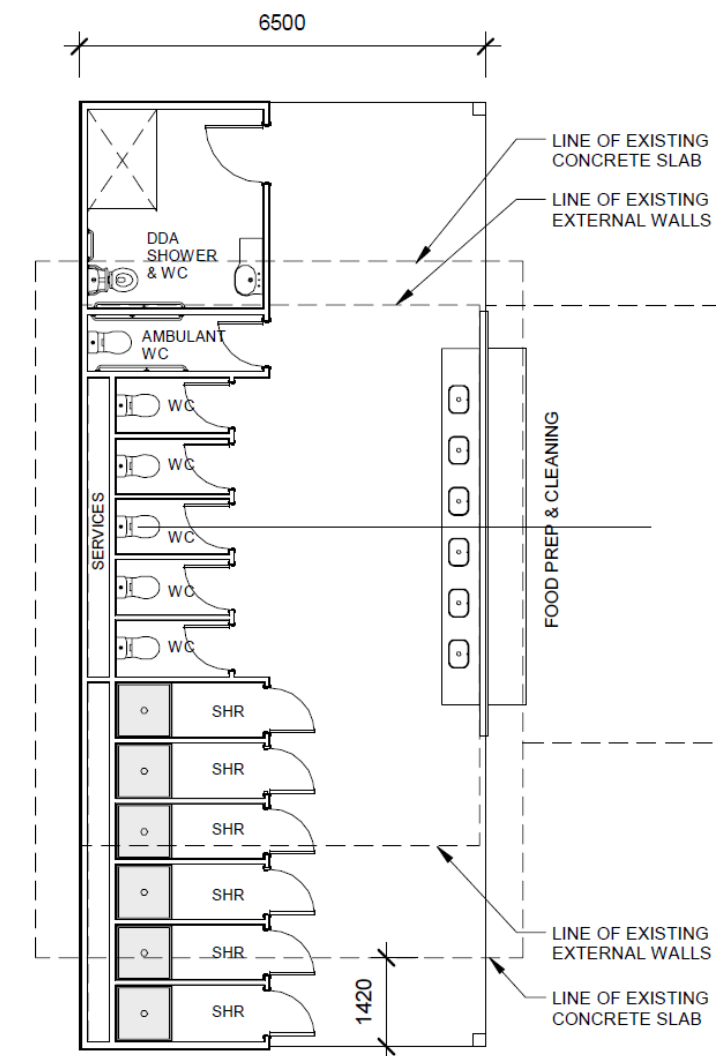 6500
LINE OF EXISTING
CONCRETE SLAB
LINE OF EXISTING
EXTERNAL WALLS
DDA
SHOWER
& WC
AMBULANT
WC
WC
WC
WC
WC
WC
SERVICES
FOOD PREP & CLEANING
SHR
SHR
SHR
SHR
SHR
SHR
LINE OF EXISTING
EXTERNAL WALLS
1420
LINE OF EXISTING
CONCRETE SLAB